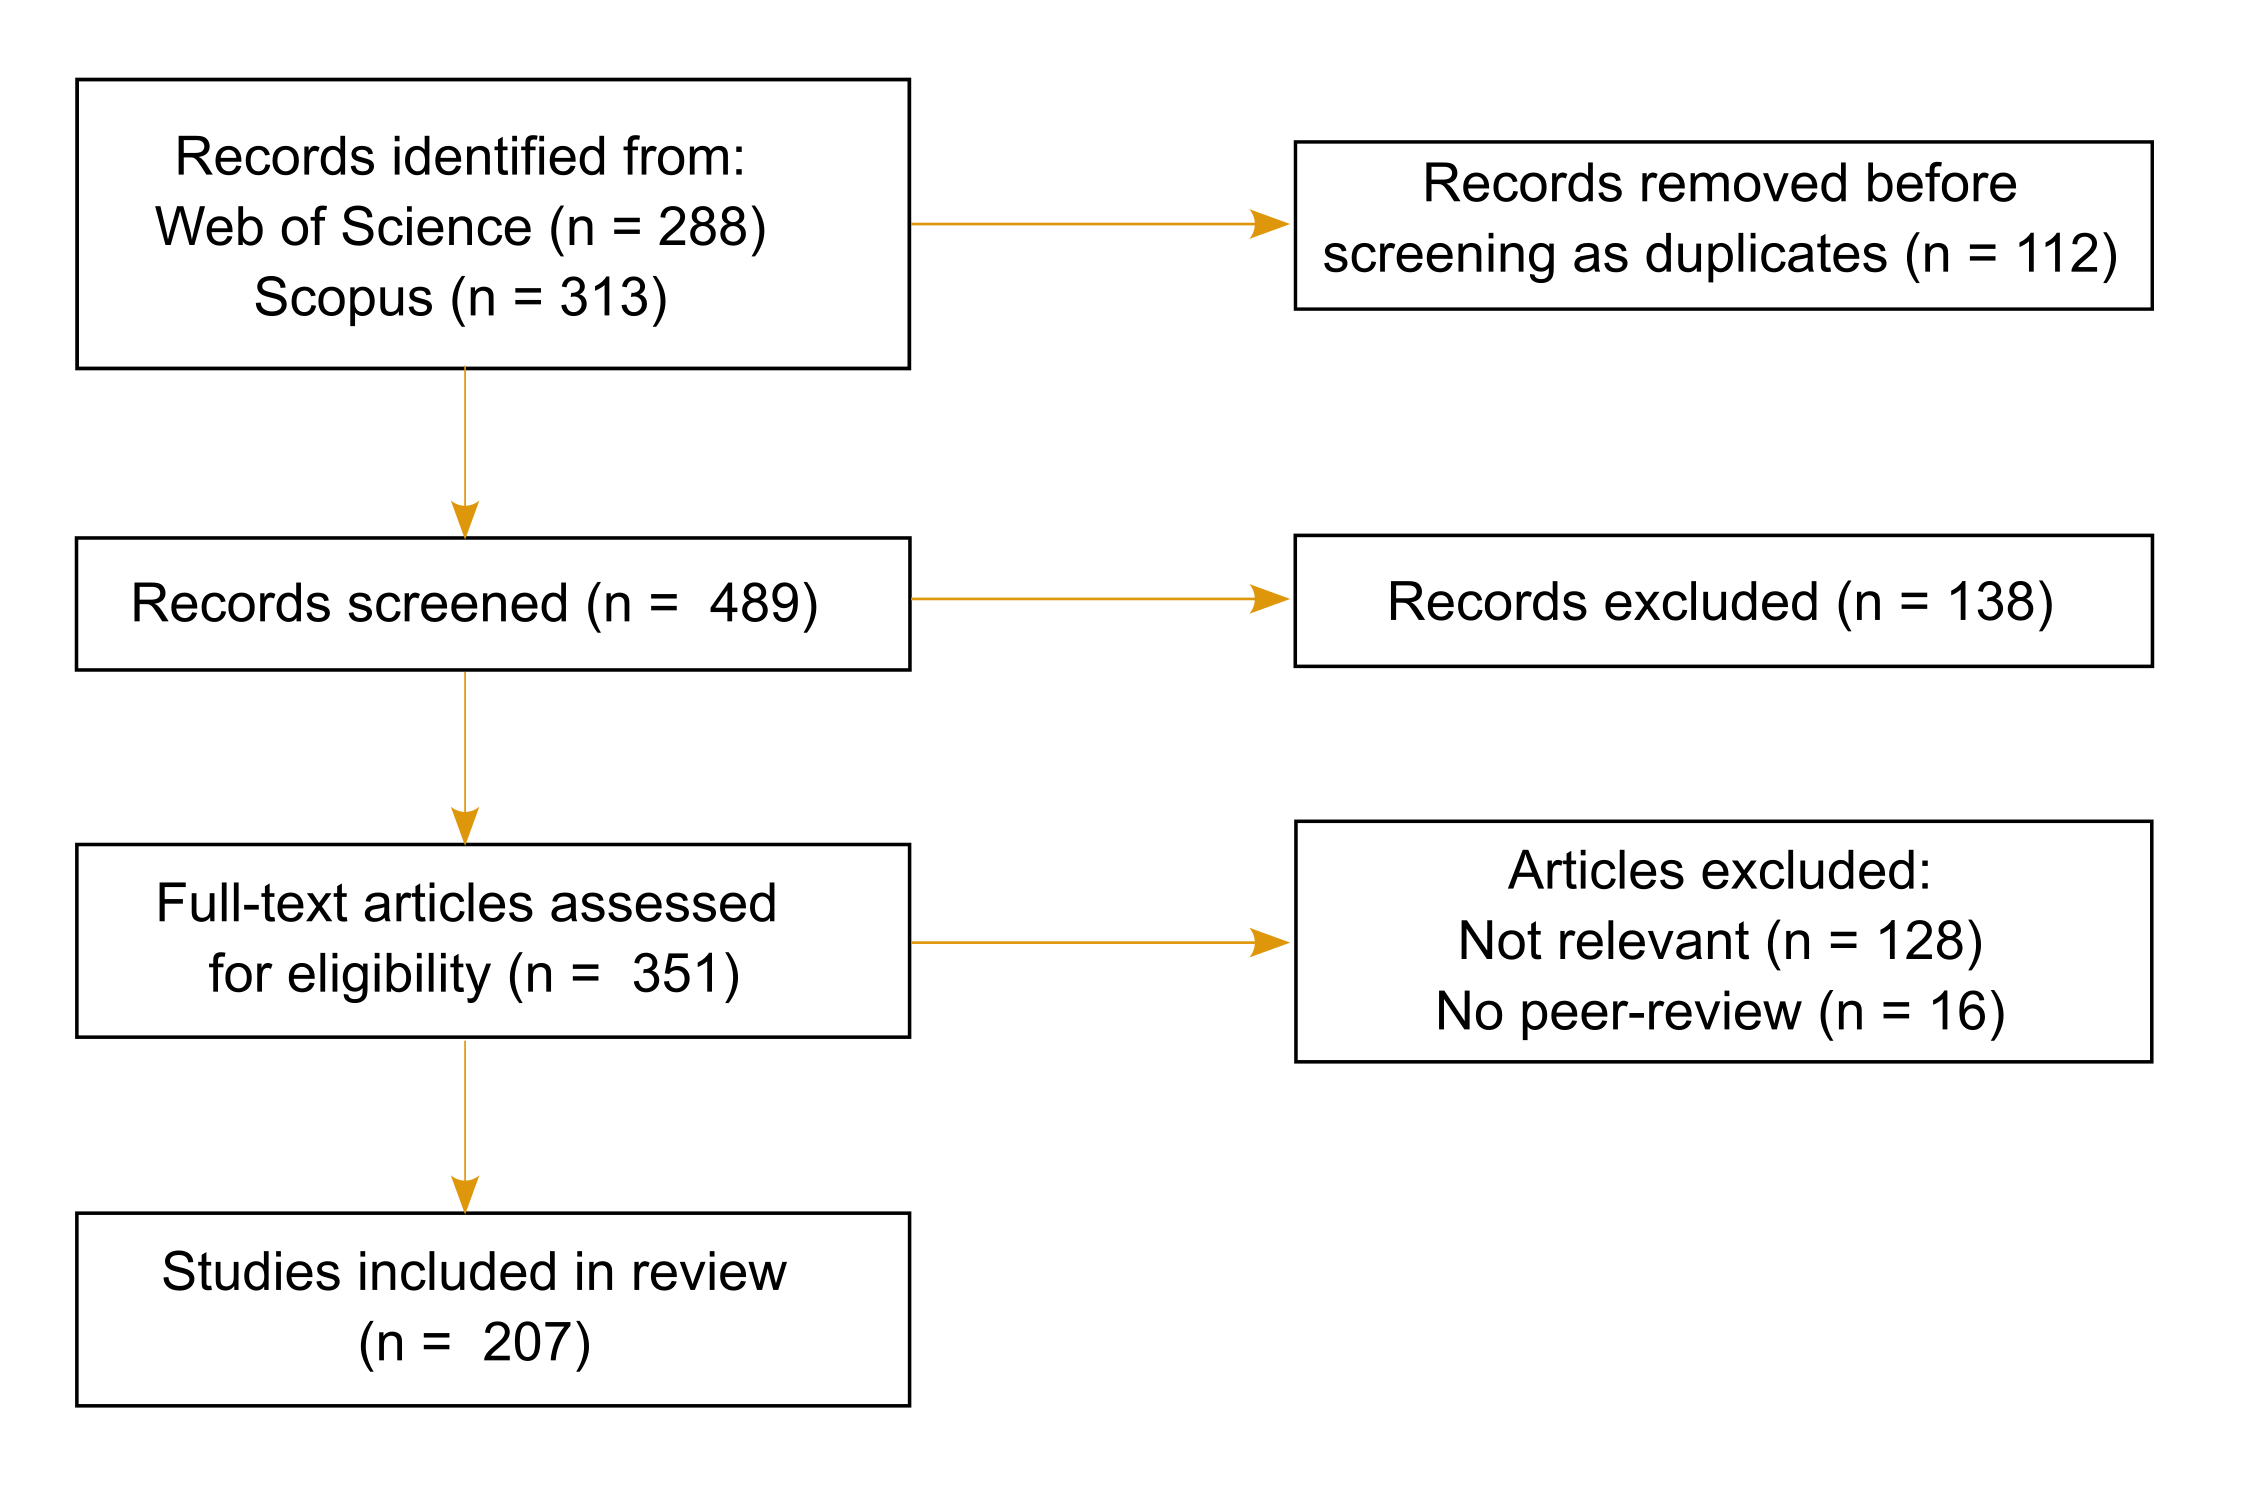 Records identified from:
Web of Science (n = 288)
Scopus (n = 313)
Records removed before
screening as duplicates (n = 112)
Records screened (n =  489)
Records excluded (n = 138)
Full-text articles assessed
for eligibility (n =  351)
Articles excluded:
Not relevant (n = 128)
No peer-review (n = 16)
Studies included in review
(n =  207)